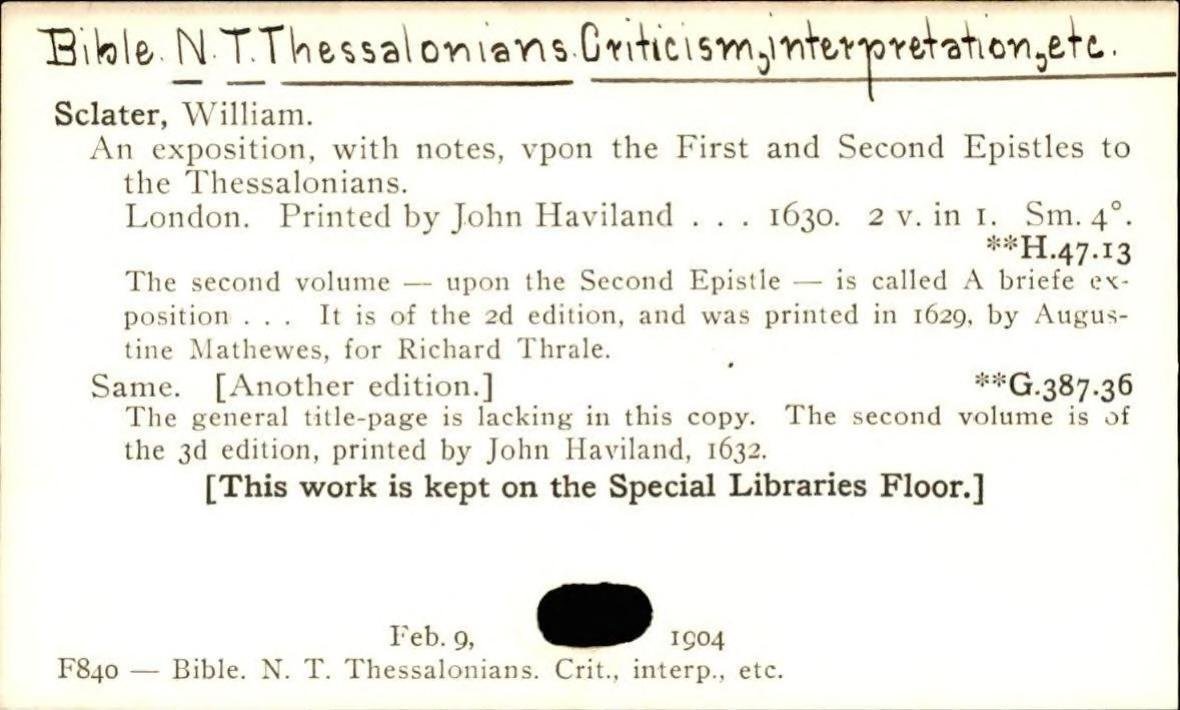 Bible. N. T. Thessalonians. Criticism, interpretation, etc.
Sclater, William.
An exposition, with notes, vpon the First and Second Epistles to
the Thessalonians.
London. Printed by John Haviland . . . 1630. 2 v. in 1. Sm. 4°.
**H.47.13
The second volume — upon the Second Epistle — is called A briefe ex-
position . . . It is of the 2d edition, and was printed in 1629, by Augus-
tine Mathewes, for Richard Thrale.
Same. [Another edition.] **G.387.36
The general title-page is lacking in this copy. The second volume is of
the 3d edition, printed by John Haviland, 1632.
[This work is kept on the Special Libraries Floor.]
Feb. 9, 1904
F840 — Bible. N. T. Thessalonians. Crit., interp., etc.